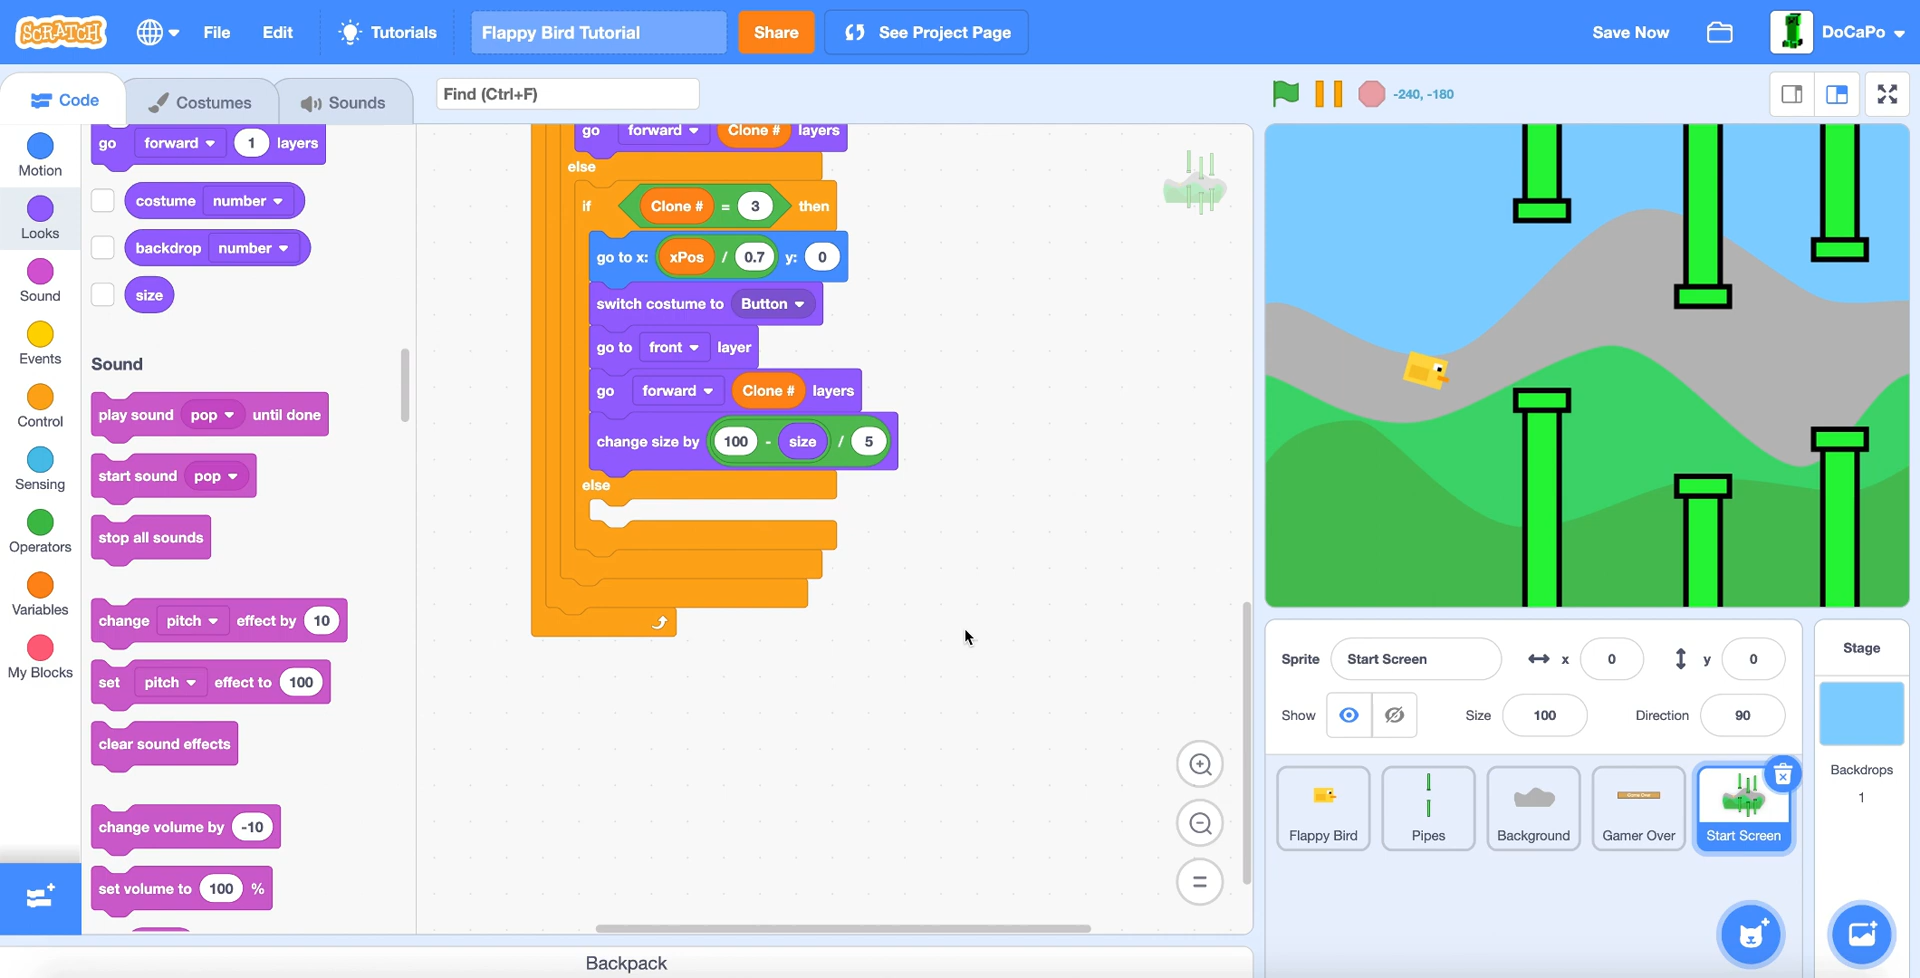 SCRATCH
File
Edit
Tutorials
Flappy Bird Tutorial
Share
See Project Page
Save Now
DoCaPo
Code
Costumes
Sounds
Find (Ctrl+F)
-240, -180
Motion
Looks
Sound
Events
Control
Sensing
Operators
Variables
My Blocks
go forward 1 layers
costume number
backdrop number
size
Sound
play sound pop until done
start sound pop
stop all sounds
change pitch effect by 10
set pitch effect to 100
clear sound effects
change volume by -10
set volume to 100 %
go forward Clone # layers
else
if Clone # = 3 then
go to x: xPos / 0.7 y: 0
switch costume to Button
go to front layer
go forward Clone # layers
change size by 100 - size / 5
else
Backpack
Sprite Start Screen x 0 y 0
Show Size 100 Direction 90
Flappy Bird
Pipes
Background
Gamer Over
Start Screen
Stage
Backdrops
1